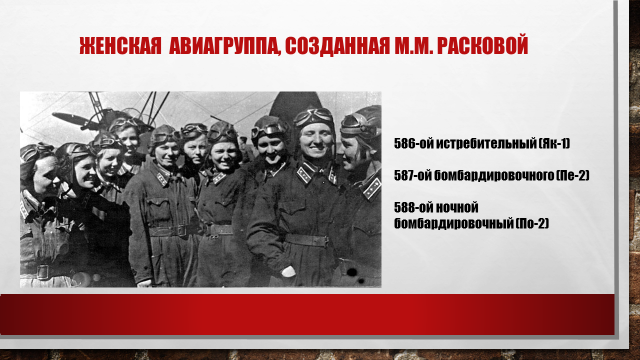 ЖЕНСКАЯ АВИАГРУППА, СОЗДАННАЯ М.М. РАСКОВОЙ
586-ой истребительный (Як-1)
587-ой бомбардировочного (Пе-2)
588-ой ночной
бомбардировочный (По-2)